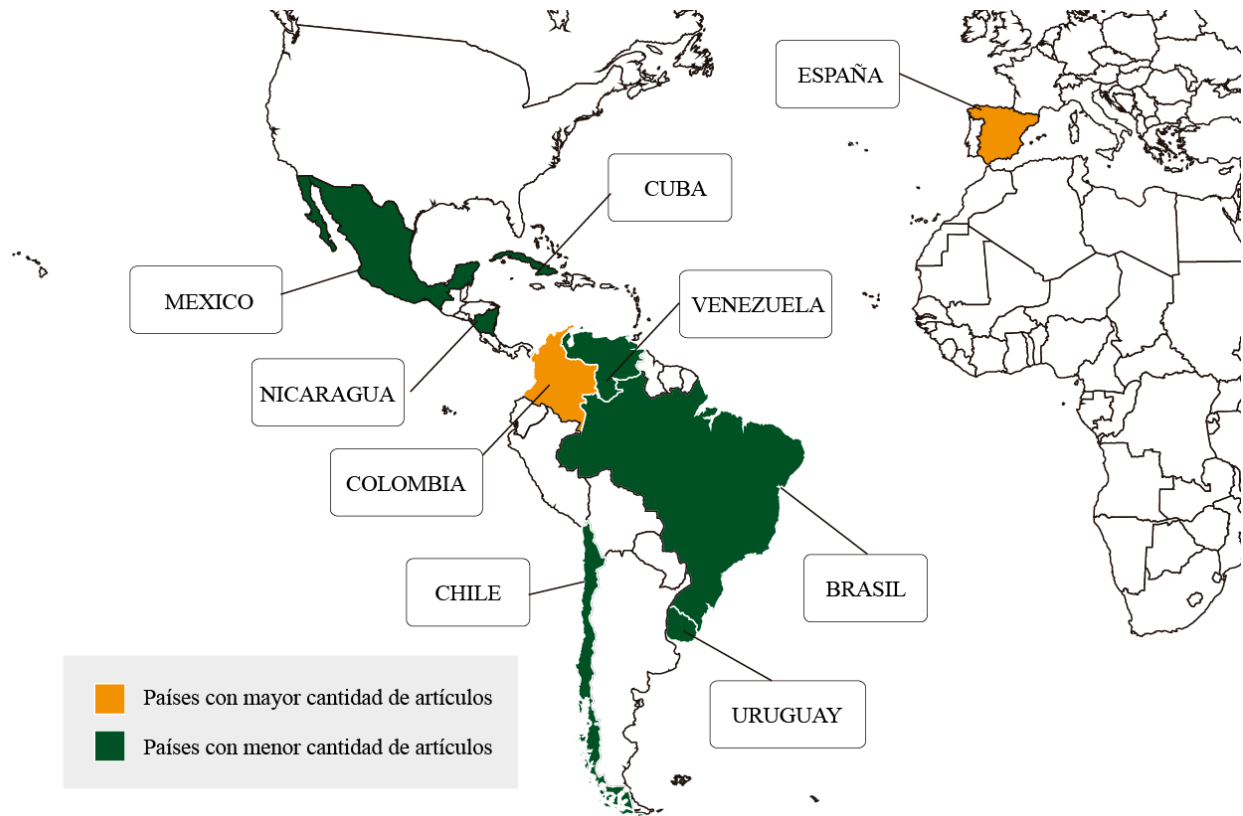 ESPAÑA
CUBA
MEXICO
VENEZUELA
NICARAGUA
COLOMBIA
CHILE
BRASIL
URUGUAY
Países con mayor cantidad de artículos
Países con menor cantidad de artículos